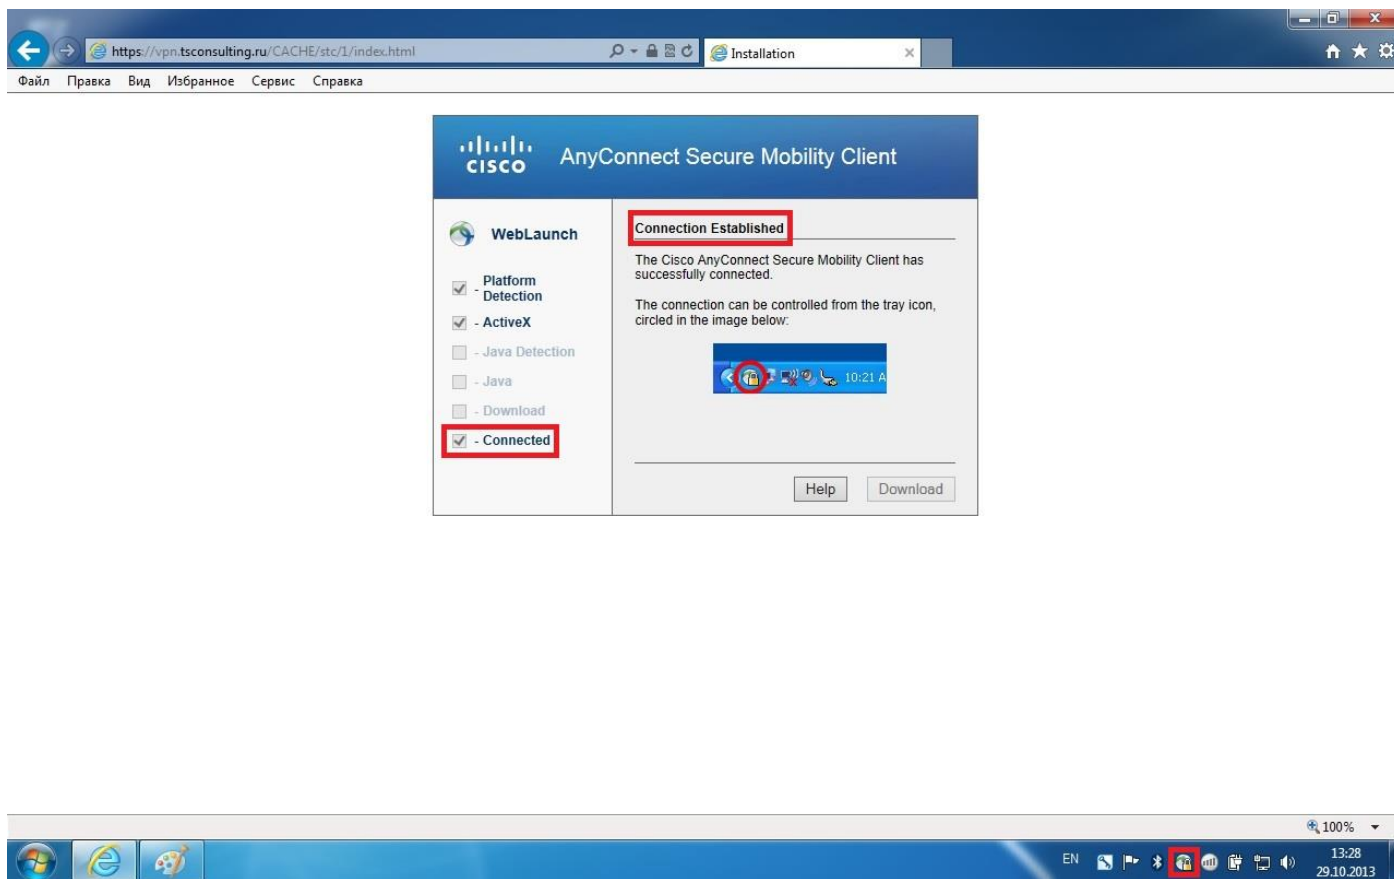 https://vpn.tsconsulting.ru/CACHE/stc/1/index.html
Installation
Файл Правка Вид Избранное Сервис Справка
cisco
AnyConnect Secure Mobility Client
WebLaunch
- Platform
Detection
- ActiveX
- Java Detection
- Java
- Download
- Connected
Connection Established
The Cisco AnyConnect Secure Mobility Client has
successfully connected.
The connection can be controlled from the tray icon,
circled in the image below:
10:21 A
Help Download
100%
EN
13:28
29.10.2013